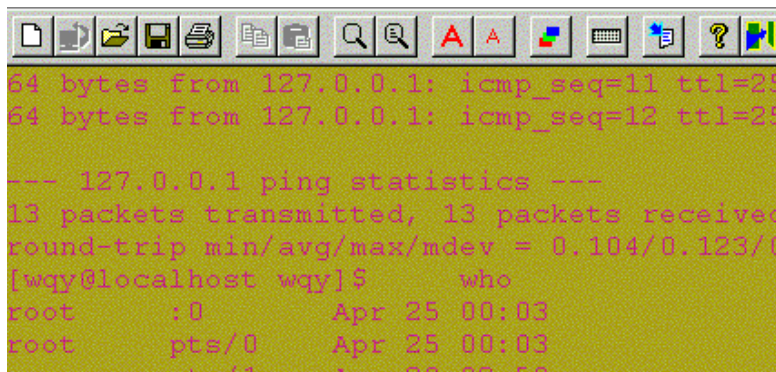 64 bytes from 127.0.0.1: icmp_seq=11 ttl=25
64 bytes from 127.0.0.1: icmp_seq=12 ttl=25
--- 127.0.0.1 ping statistics ---
13 packets transmitted, 13 packets received
round-trip min/avg/max/mdev = 0.104/0.123/
[wqy@localhost wqy]$ who
root :0 Apr 25 00:03
root pts/0 Apr 25 00:03